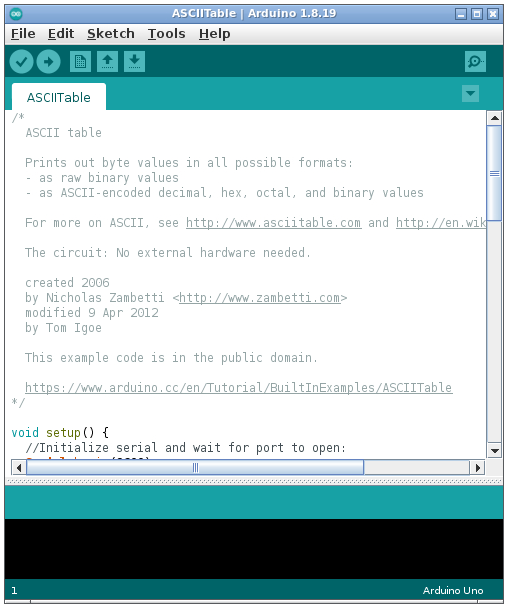 ASCIITable | Arduino 1.8.19
File Edit Sketch Tools Help
ASCIITable
/*
ASCII table
Prints out byte values in all possible formats:
- as raw binary values
- as ASCII-encoded decimal, hex, octal, and binary values
For more on ASCII, see http://www.asciitable.com and http://en.wik
The circuit: No external hardware needed.
created 2006
by Nicholas Zambetti <http://www.zambetti.com>
modified 9 Apr 2012
by Tom Igoe
This example code is in the public domain.
https://www.arduino.cc/en/Tutorial/BuiltInExamples/ASCIITable
*/
void setup() {
//Initialize serial and wait for port to open:
1 Arduino Uno